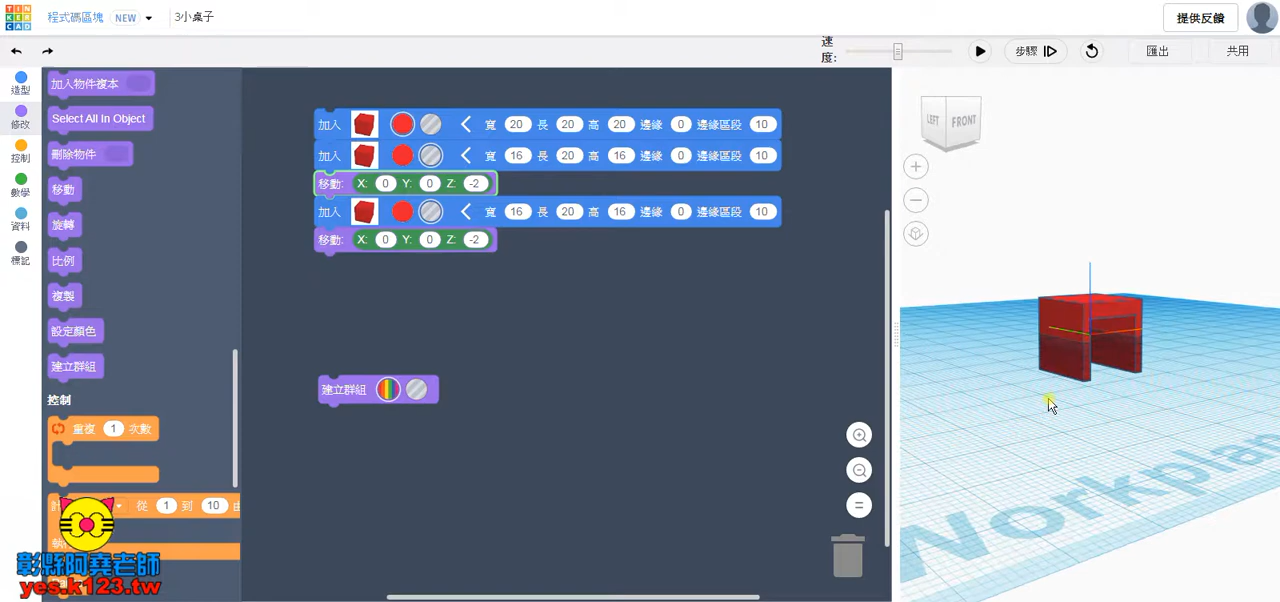 TIN
KER
CAD
程式碼區塊
NEW
3小桌子
提供反饋
速度:
步驟
匯出
共用
造型
修改
控制
數學
資料
標記
加入物件複本
Select All In Object
刪除物件
移動
旋轉
比例
複製
設定顏色
建立群組
控制
重複 1 次數
從 1 到 10 由
加入 寬 20 長 20 高 20 邊緣 0 邊緣區段 10
加入 寬 16 長 20 高 16 邊緣 0 邊緣區段 10
移動: X: 0 Y: 0 Z: -2
加入 寬 16 長 20 高 16 邊緣 0 邊緣區段 10
移動: X: 0 Y: 0 Z: -2
建立群組
LEFT
FRONT
Workplan
彰縣阿堯老師
yes.k123.tw